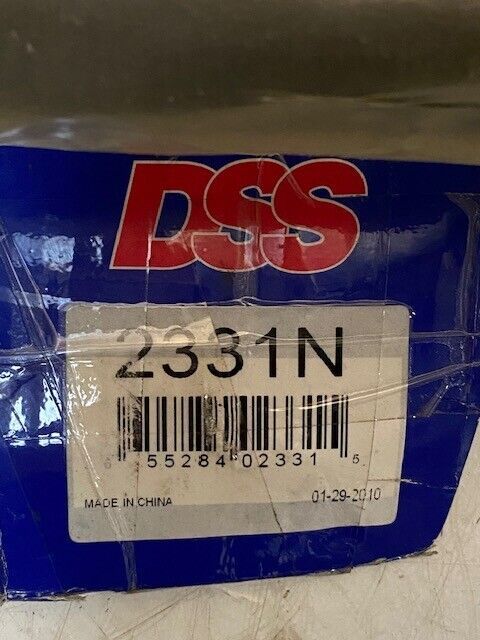 DSS
2331N
6 55284 02331 5
MADE IN CHINA
01-29-2010